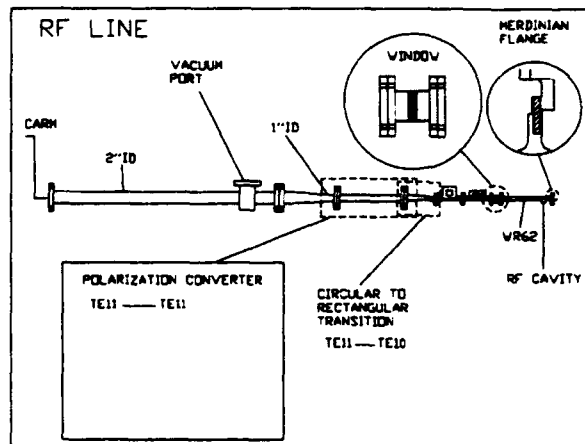 RF LINE
MERDINIAN
FLANGE
WINDOW
VACUUM
PORT
CARM
2"ID
1"ID
WR62
RF CAVITY
POLARIZATION CONVERTER
TE11 — TE11
CIRCULAR TO
RECTANGULAR
TRANSITION
TE11 — TE10